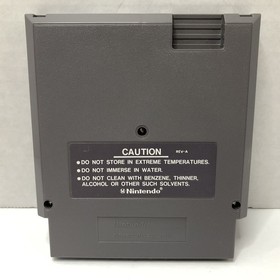 CAUTION REV-A
●DO NOT STORE IN EXTREME TEMPERATURES.
●DO NOT IMMERSE IN WATER.
●DO NOT CLEAN WITH BENZENE, THINNER,
ALCOHOL OR OTHER SUCH SOLVENTS.
Nintendo®